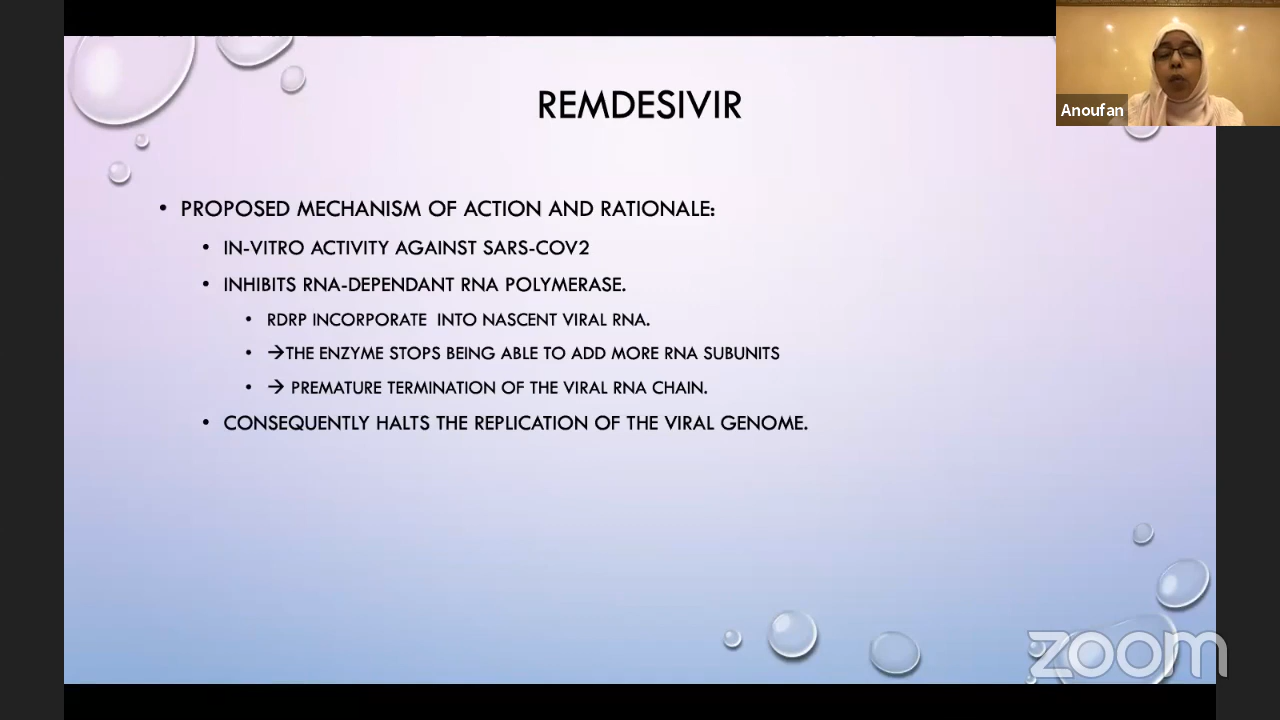 REMDESIVIR
Anoufan
• PROPOSED MECHANISM OF ACTION AND RATIONALE:
• IN-VITRO ACTIVITY AGAINST SARS-COV2
• INHIBITS RNA-DEPENDANT RNA POLYMERASE.
• RDRP INCORPORATE INTO NASCENT VIRAL RNA.
• →THE ENZYME STOPS BEING ABLE TO ADD MORE RNA SUBUNITS
• → PREMATURE TERMINATION OF THE VIRAL RNA CHAIN.
• CONSEQUENTLY HALTS THE REPLICATION OF THE VIRAL GENOME.
zoom